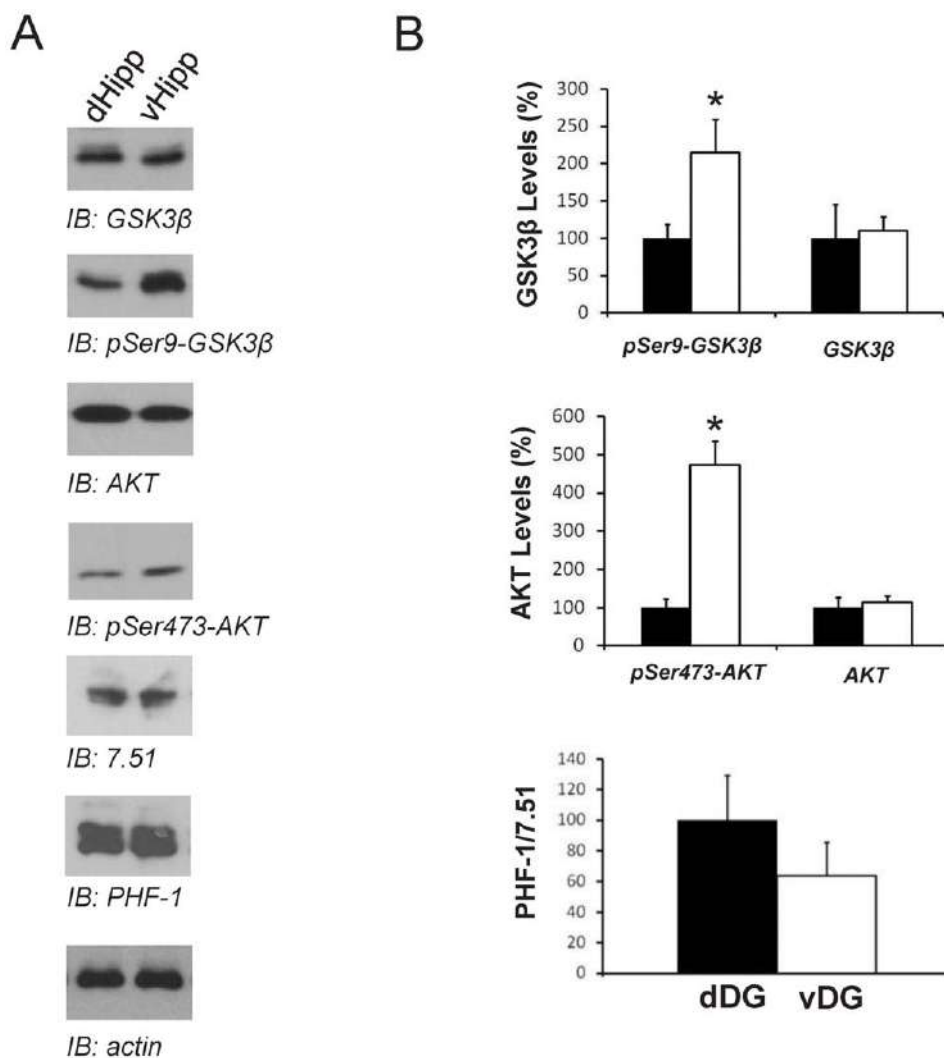 A
dHipp vHipp
IB: GSK3β
IB: pSer9-GSK3β
IB: AKT
IB: pSer473-AKT
IB: 7.51
IB: PHF-1
IB: actin
B
GSK3β Levels (%)
300
250
200
150
100
50
0
*
pSer9-GSK3β GSK3β
AKT Levels (%)
600
500
400
300
200
100
0
*
pSer473-AKT AKT
PHF-1/7.51
140
120
100
80
60
40
20
0
dDG vDG